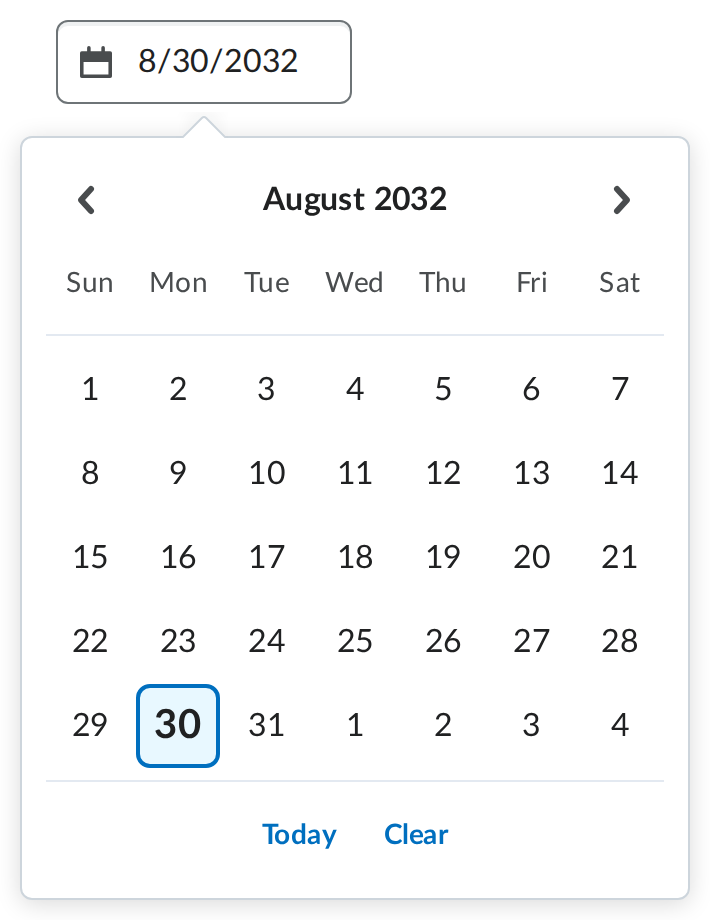 8/30/2032
August 2032
Sun Mon Tue Wed Thu Fri Sat
1 2 3 4 5 6 7
8 9 10 11 12 13 14
15 16 17 18 19 20 21
22 23 24 25 26 27 28
29 30 31 1 2 3 4
Today Clear